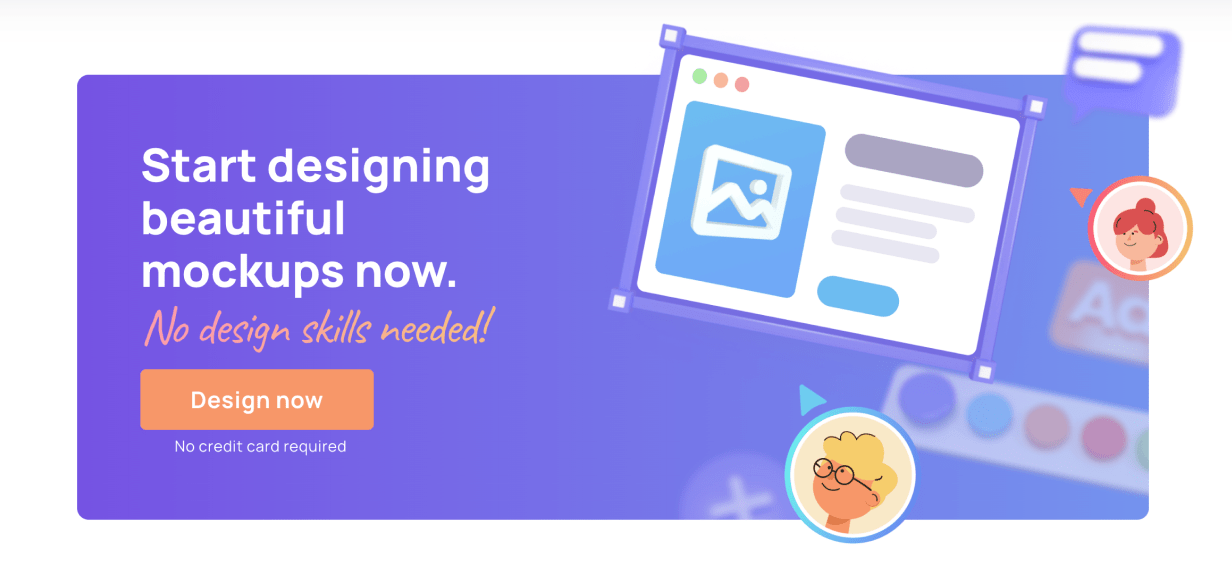 Start designing
beautiful
mockups now.
No design skills needed!
Design now
No credit card required